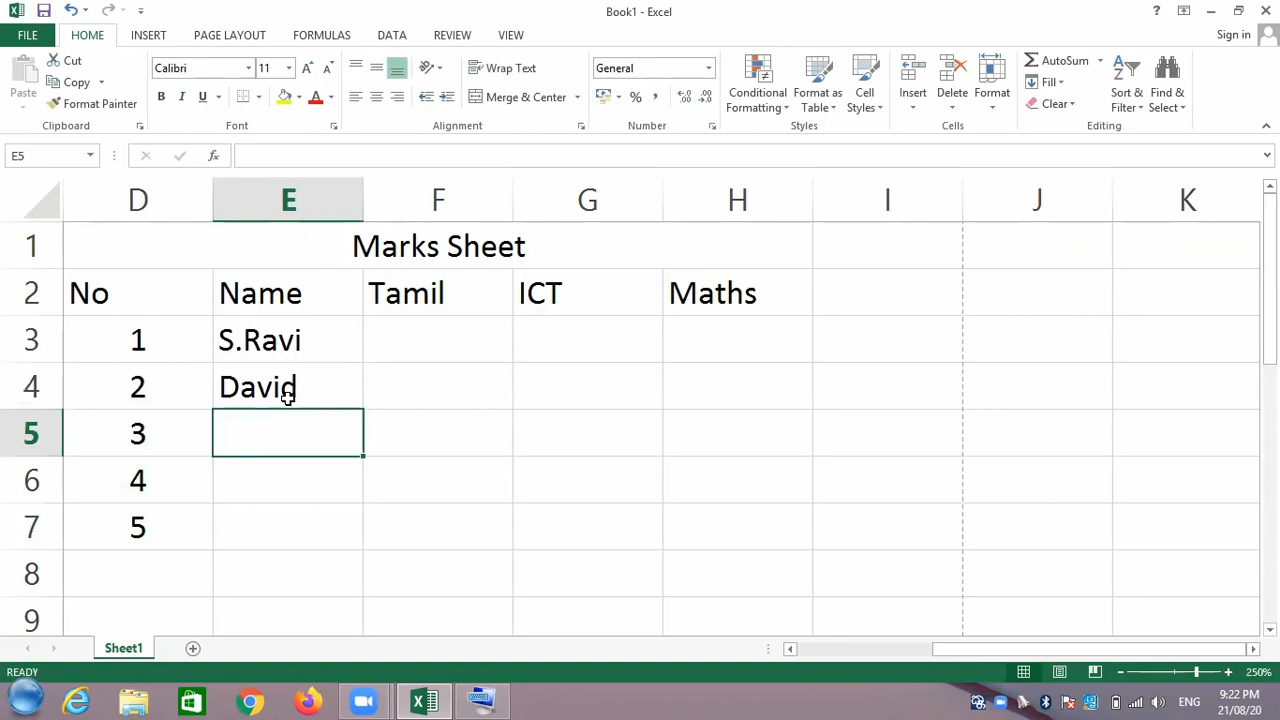 Book1 - Excel
?
FILE HOME INSERT PAGE LAYOUT FORMULAS DATA REVIEW VIEW Sign in
Paste Cut Copy Format Painter Clipboard
Calibri 11 B I U A Font
Wrap Text Merge & Center Alignment
General % , Number
Conditional Formatting Format as Table Cell Styles Styles
Insert Delete Format Cells
AutoSum Fill Clear Sort & Filter Find & Select Editing
E5 fx
D E F G H I J K
1 Marks Sheet
2 No Name Tamil ICT Maths
3 1 S.Ravi
4 2 David
5 3
6 4
7 5
8
9
Sheet1
READY 250%
ENG 9:22 PM
21/08/20